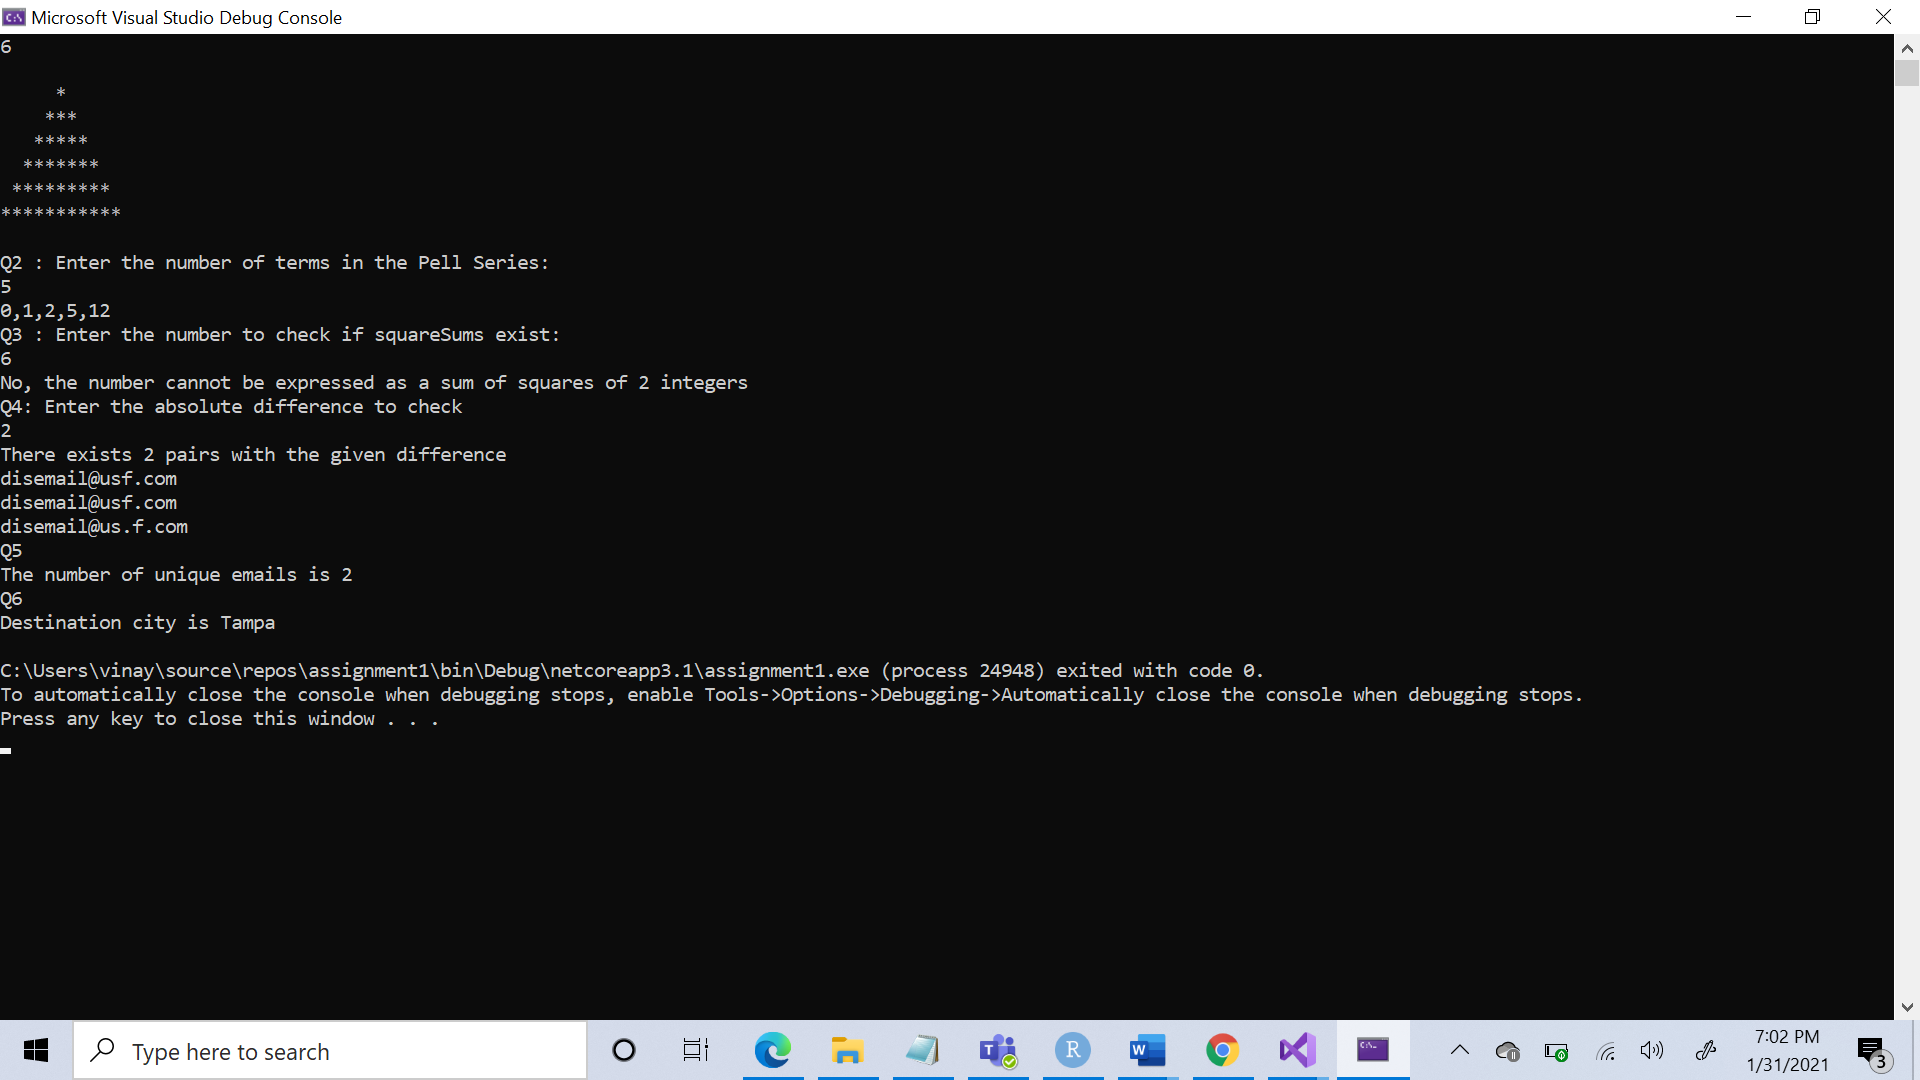 Microsoft Visual Studio Debug Console
6
*
***
*****
*******
*********
***********
Q2 : Enter the number of terms in the Pell Series:
5
0,1,2,5,12
Q3 : Enter the number to check if squareSums exist:
6
No, the number cannot be expressed as a sum of squares of 2 integers
Q4: Enter the absolute difference to check
2
There exists 2 pairs with the given difference
disemail@usf.com
disemail@usf.com
disemail@us.f.com
Q5
The number of unique emails is 2
Q6
Destination city is Tampa
C:\Users\vinay\source\repos\assignment1\bin\Debug\netcoreapp3.1\assignment1.exe (process 24948) exited with code 0.
To automatically close the console when debugging stops, enable Tools->Options->Debugging->Automatically close the console when debugging stops.
Press any key to close this window . . .
Type here to search
7:02 PM
1/31/2021
3